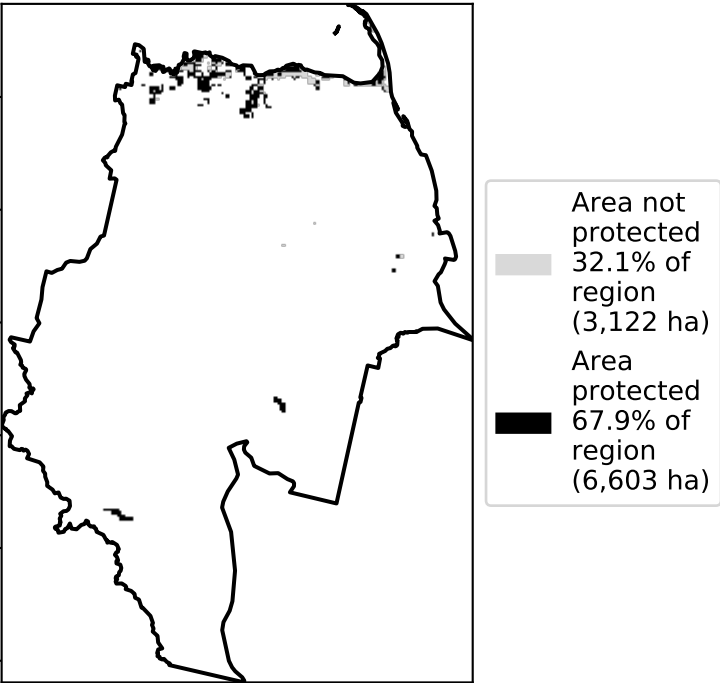 Area not
protected
32.1% of
region
(3,122 ha)
Area
protected
67.9% of
region
(6,603 ha)